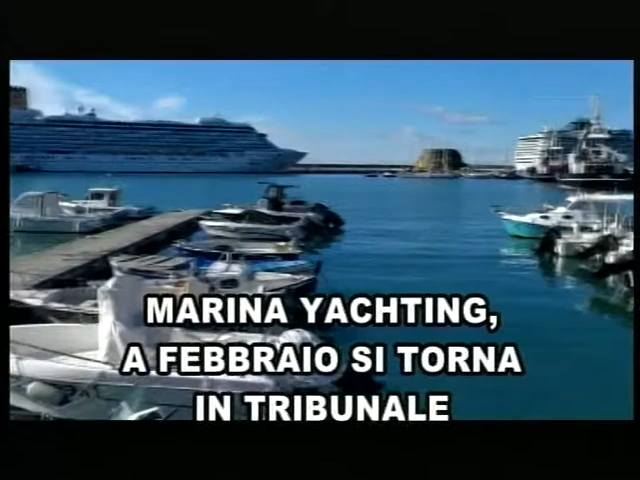 MARINA YACHTING,
A FEBBRAIO SI TORNA
IN TRIBUNALE